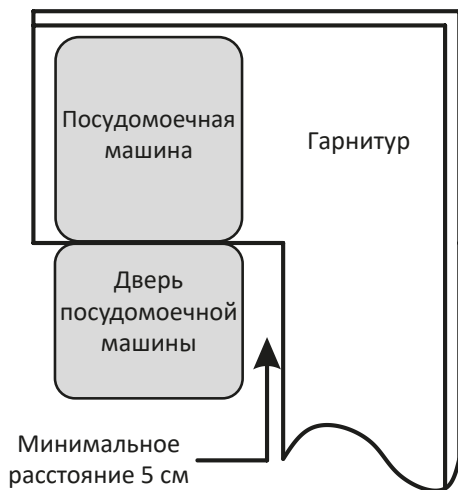 Посудомоечная
машина
Гарнитур
Дверь
посудомоечной
машины
Минимальное
расстояние 5 см